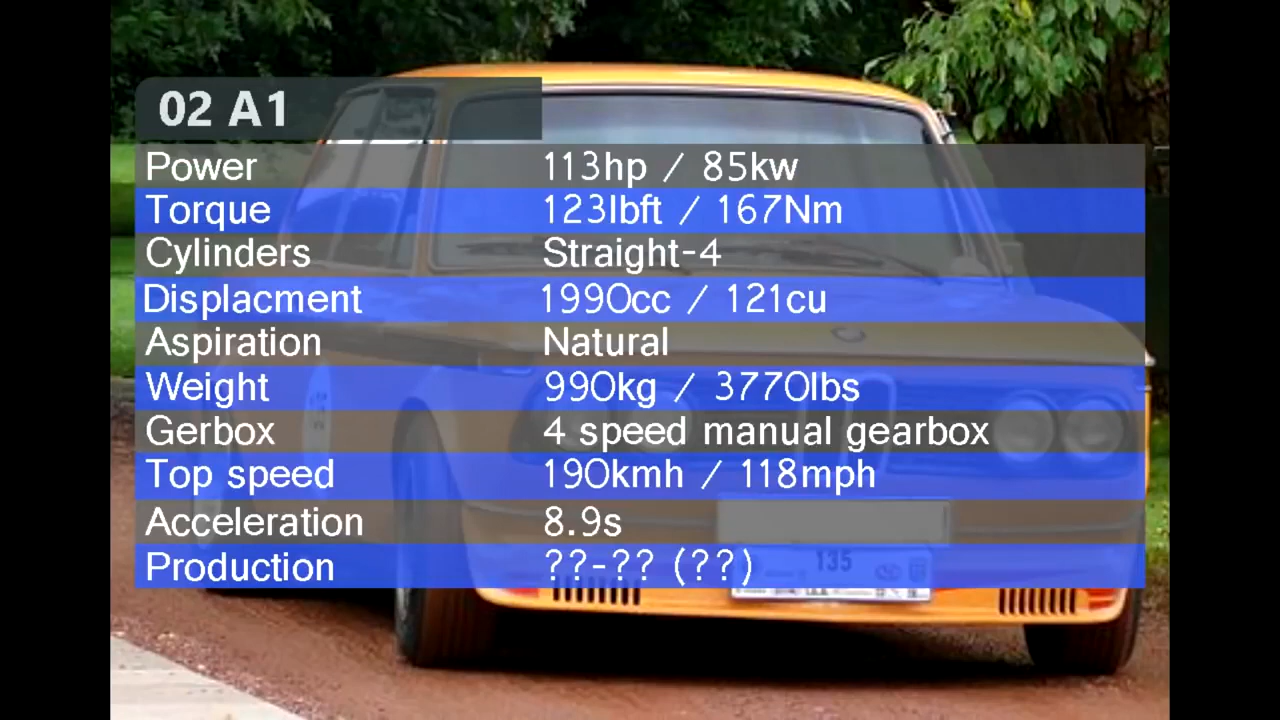 02 A1
Power 113hp / 85kw
Torque 123lbft / 167Nm
Cylinders Straight-4
Displacment 1990cc / 121cu
Aspiration Natural
Weight 990kg / 3770lbs
Gerbox 4 speed manual gearbox
Top speed 190kmh / 118mph
Acceleration 8.9s
Production ??-?? (??)
135